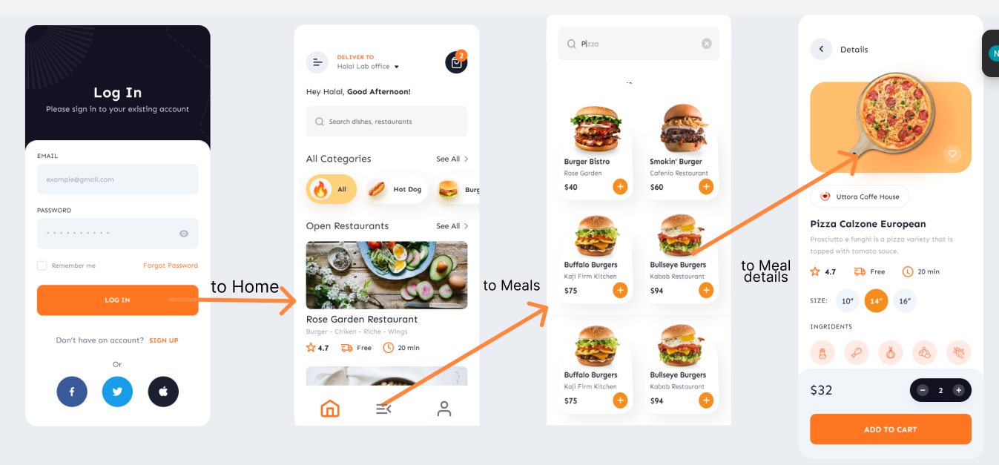 Log In
Please sign in to your existing account
EMAIL
example@gmail.com
PASSWORD
Remember me
Forgot Password
LOG IN
Don't have an account? SIGN UP
Or
to Home
DELIVER TO
Halal Lab office
2
Hey Halal, Good Afternoon!
Search dishes, restaurants
All Categories
See All
All
Hot Dog
Burg
Open Restaurants
See All
Rose Garden Restaurant
Burger - Chiken - Riche - Wings
4.7
Free
20 min
to Meals
Pizza
Burger Bistro
Rose Garden
$40
Smokin' Burger
Cafenio Restaurant
$60
Buffalo Burgers
Kaji Firm Kitchen
$75
Bullseye Burgers
Kabab Restaurant
$94
Buffalo Burgers
Kaji Firm Kitchen
$75
Bullseye Burgers
Kabab Restaurant
$94
to Meal
details
Details
N
Uttora Coffe House
Pizza Calzone European
Prosciutto e funghi is a pizza variety that is
topped with tomato sauce.
4.7
Free
20 min
SIZE:
10"
14"
16"
INGRIDENTS
$32
2
ADD TO CART